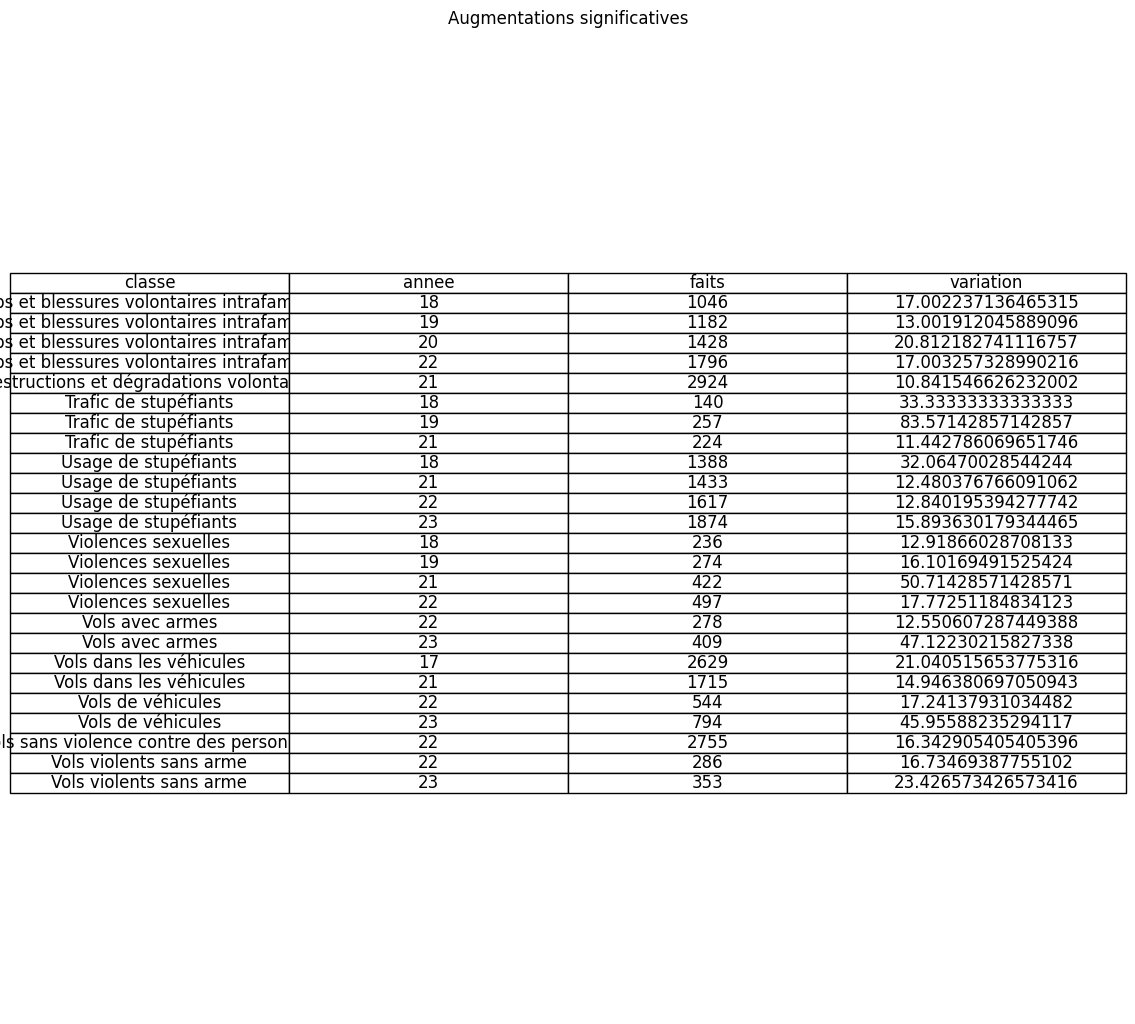 Augmentations significatives
classe annee faits variation
et blessures volontaires intrafam 18 1046 17.002237136465315
et blessures volontaires intrafam 19 1182 13.001912045889096
et blessures volontaires intrafam 20 1428 20.812182741116757
et blessures volontaires intrafam 22 1796 17.003257328990216
estructions et dégradations volonta 21 2924 10.841546626232002
Trafic de stupéfiants 18 140 33.33333333333333
Trafic de stupéfiants 19 257 83.57142857142857
Trafic de stupéfiants 21 224 11.442786069651746
Usage de stupéfiants 18 1388 32.06470028544244
Usage de stupéfiants 21 1433 12.480376766091062
Usage de stupéfiants 22 1617 12.840195394277742
Usage de stupéfiants 23 1874 15.893630179344465
Violences sexuelles 18 236 12.91866028708133
Violences sexuelles 19 274 16.10169491525424
Violences sexuelles 21 422 50.71428571428571
Violences sexuelles 22 497 17.77251184834123
Vols avec armes 22 278 12.550607287449388
Vols avec armes 23 409 47.12230215827338
Vols dans les véhicules 17 2629 21.040515653775316
Vols dans les véhicules 21 1715 14.946380697050943
Vols de véhicules 22 544 17.24137931034482
Vols de véhicules 23 794 45.95588235294117
ls sans violence contre des person 22 2755 16.342905405405396
Vols violents sans arme 22 286 16.73469387755102
Vols violents sans arme 23 353 23.426573426573416